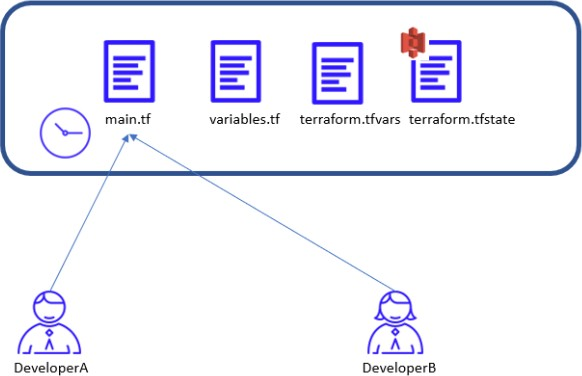 main.tf
variables.tf
terraform.tfvars
terraform.tfstate
DeveloperA
DeveloperB